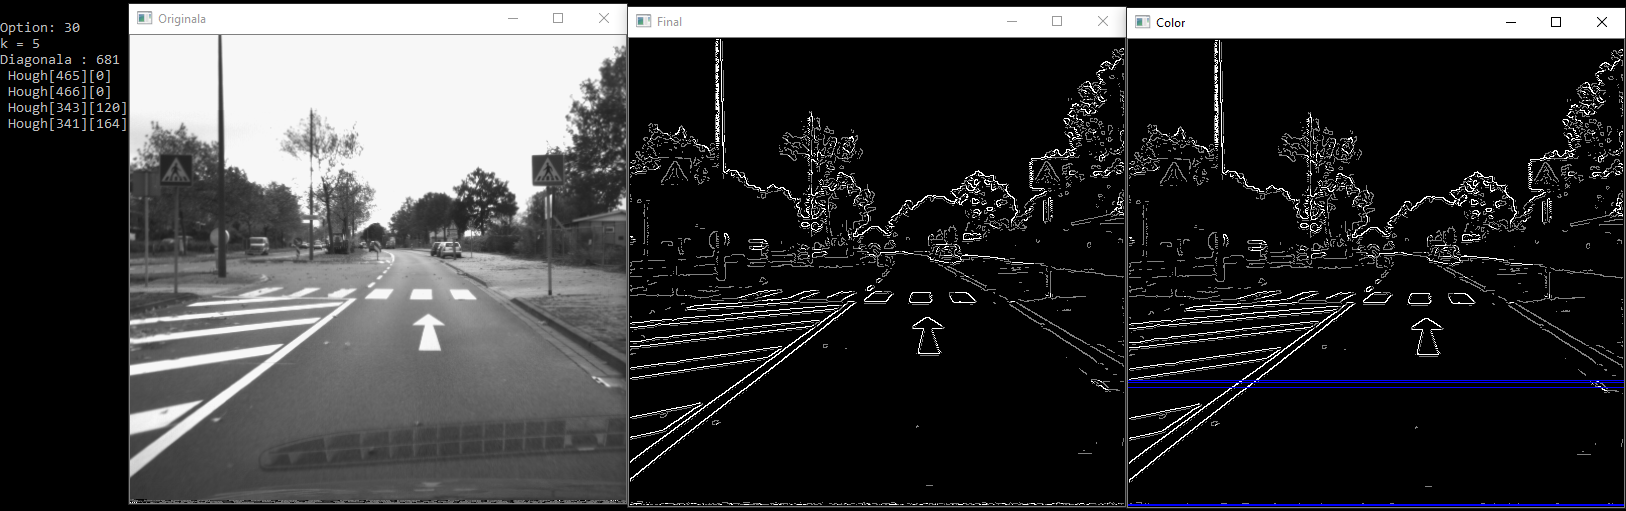 Option: 30
k = 5
Diagonala : 681
Hough[465][0]
Hough[466][0]
Hough[343][120]
Hough[341][164]
Originala
Final
Color